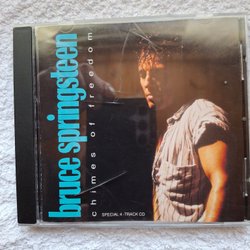 bruce springsteen
chimes of freedom
SPECIAL 4-TRACK CD